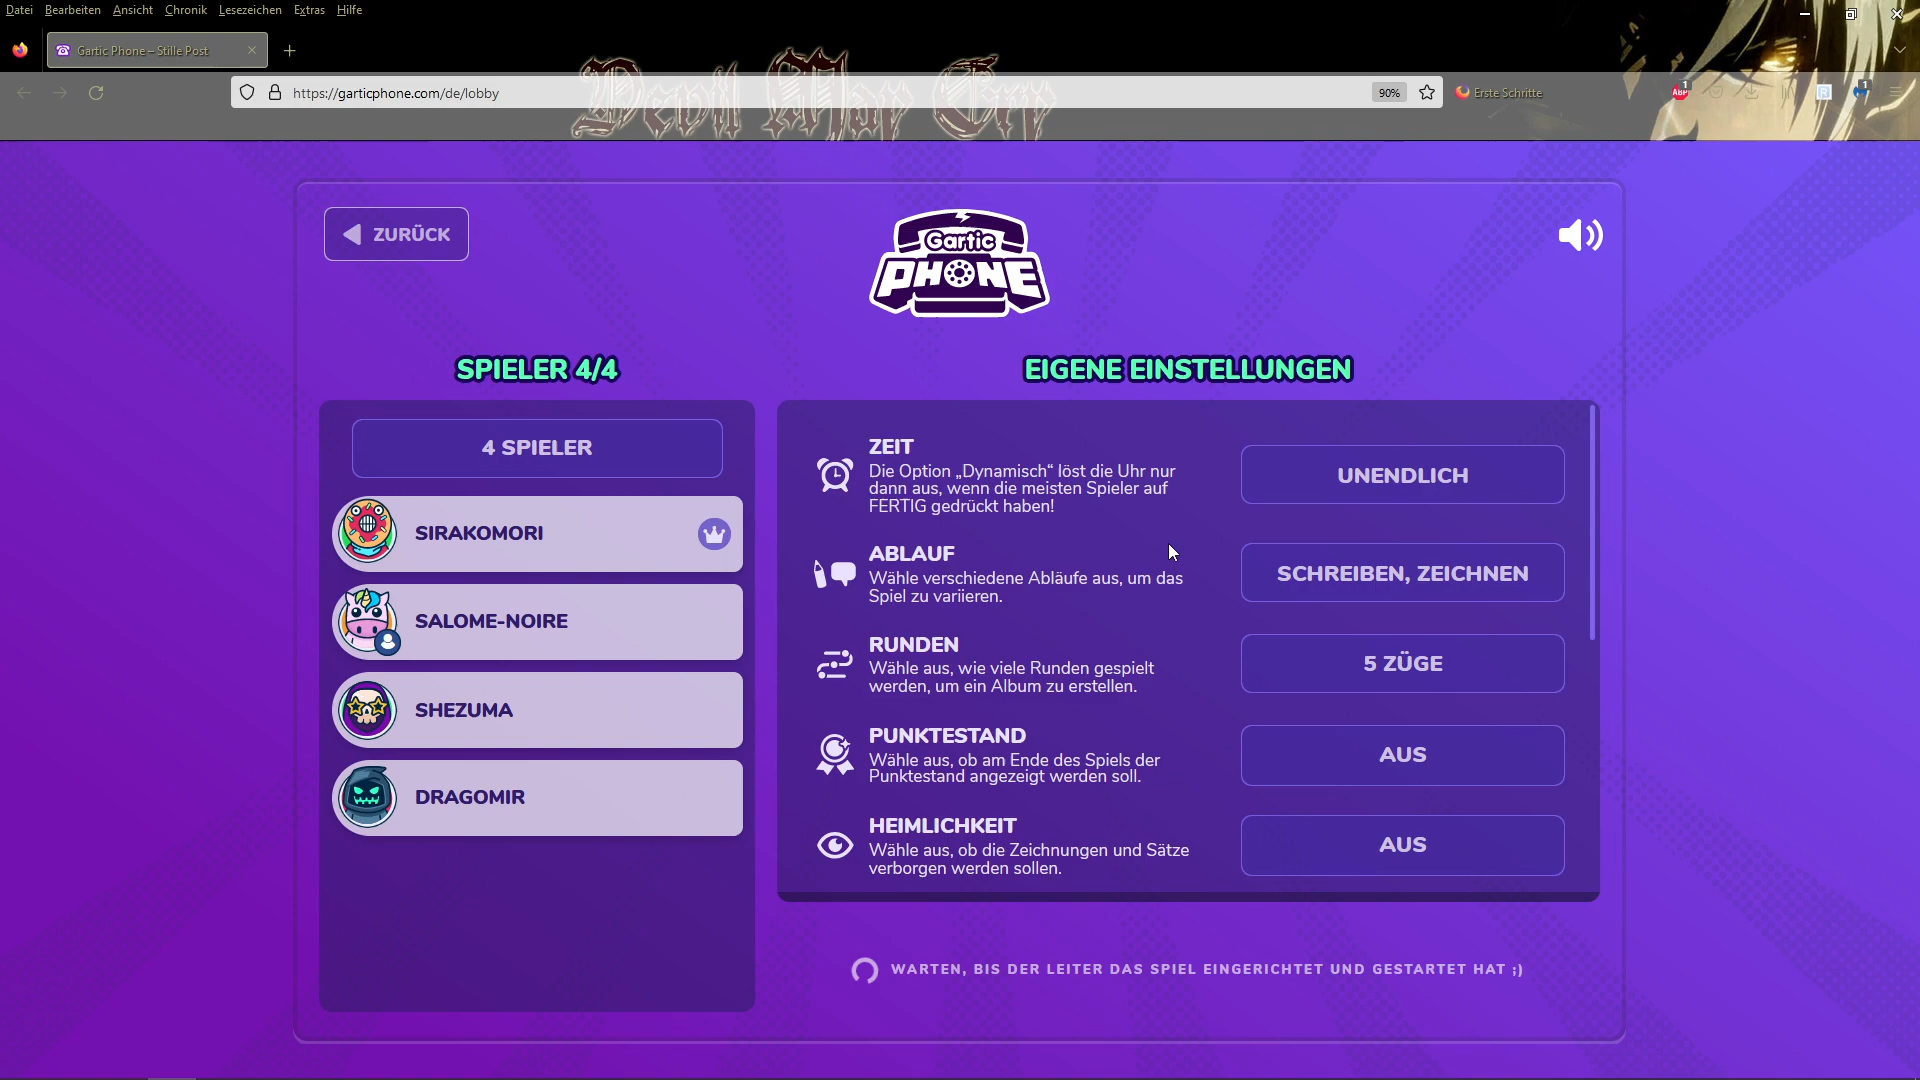 Datei Bearbeiten Ansicht Chronik Lesezeichen Extras Hilfe
Gartic Phone – Stille Post
Devil May Cry
https://garticphone.com/de/lobby
90%
Erste Schritte
ABP
1
1
ZURÜCK
Gartic
PHONE
SPIELER 4/4
EIGENE EINSTELLUNGEN
4 SPIELER
SIRAKOMORI
SALOME-NOIRE
SHEZUMA
DRAGOMIR
ZEIT
Die Option „Dynamisch“ löst die Uhr nur
dann aus, wenn die meisten Spieler auf
FERTIG gedrückt haben!
UNENDLICH
ABLAUF
Wähle verschiedene Abläufe aus, um das
Spiel zu variieren.
SCHREIBEN, ZEICHNEN
RUNDEN
Wähle aus, wie viele Runden gespielt
werden, um ein Album zu erstellen.
5 ZÜGE
PUNKTESTAND
Wähle aus, ob am Ende des Spiels der
Punktestand angezeigt werden soll.
AUS
HEIMLICHKEIT
Wähle aus, ob die Zeichnungen und Sätze
verborgen werden sollen.
AUS
WARTEN, BIS DER LEITER DAS SPIEL EINGERICHTET UND GESTARTET HAT ;)